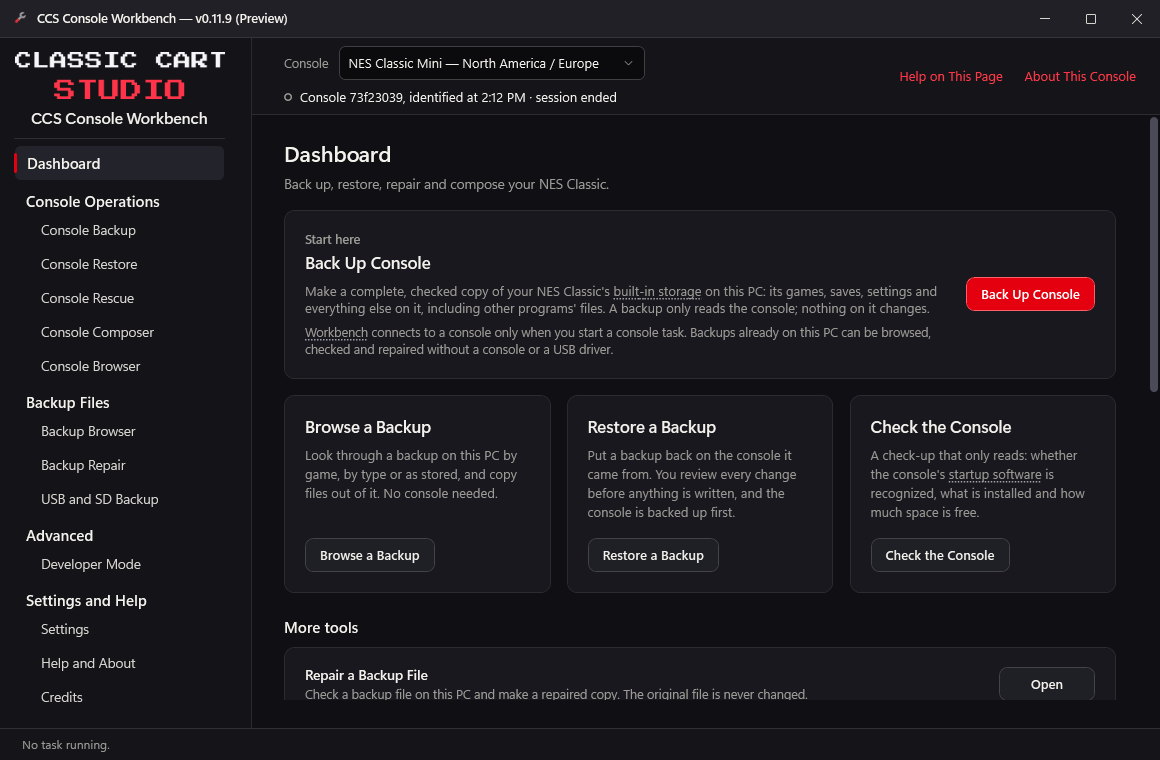 CCS Console Workbench — v0.11.9 (Preview)
CLASSIC CART
STUDIO
CCS Console Workbench
Dashboard
Console Operations
Console Backup
Console Restore
Console Rescue
Console Composer
Console Browser
Backup Files
Backup Browser
Backup Repair
USB and SD Backup
Advanced
Developer Mode
Settings and Help
Settings
Help and About
Credits
Console
NES Classic Mini — North America / Europe
Console 73f23039, identified at 2:12 PM · session ended
Help on This Page
About This Console
Dashboard
Back up, restore, repair and compose your NES Classic.
Start here
Back Up Console
Make a complete, checked copy of your NES Classic's built-in storage on this PC: its games, saves, settings and
everything else on it, including other programs' files. A backup only reads the console; nothing on it changes.
Workbench connects to a console only when you start a console task. Backups already on this PC can be browsed,
checked and repaired without a console or a USB driver.
Back Up Console
Browse a Backup
Look through a backup on this PC by
game, by type or as stored, and copy
files out of it. No console needed.
Browse a Backup
Restore a Backup
Put a backup back on the console it
came from. You review every change
before anything is written, and the
console is backed up first.
Restore a Backup
Check the Console
A check-up that only reads: whether
the console's startup software is
recognized, what is installed and how
much space is free.
Check the Console
More tools
Repair a Backup File
Check a backup file on this PC and make a repaired copy. The original file is never changed.
Open
No task running.